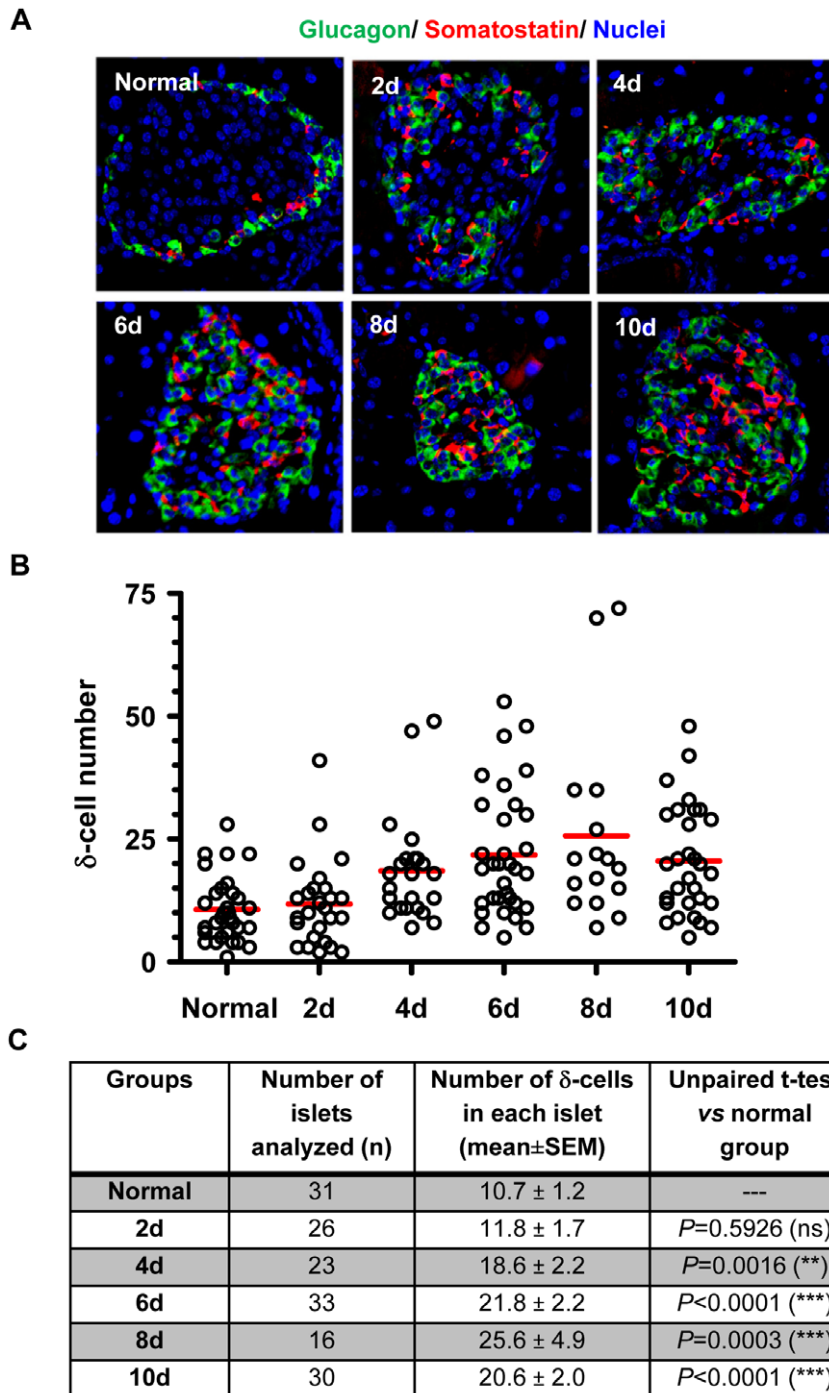 A
Glucagon/ Somatostatin/ Nuclei
Normal
2d
4d
6d
8d
10d
B
75
50
25
0
δ-cell number
Normal 2d 4d 6d 8d 10d
C
Groups
Number of
islets
analyzed (n)
Number of δ-cells
in each islet
(mean±SEM)
Unpaired t-tes
vs normal
group
Normal 31 10.7 ± 1.2 ---
2d 26 11.8 ± 1.7 P=0.5926 (ns)
4d 23 18.6 ± 2.2 P=0.0016 (**)
6d 33 21.8 ± 2.2 P<0.0001 (***)
8d 16 25.6 ± 4.9 P=0.0003 (***)
10d 30 20.6 ± 2.0 P<0.0001 (***)